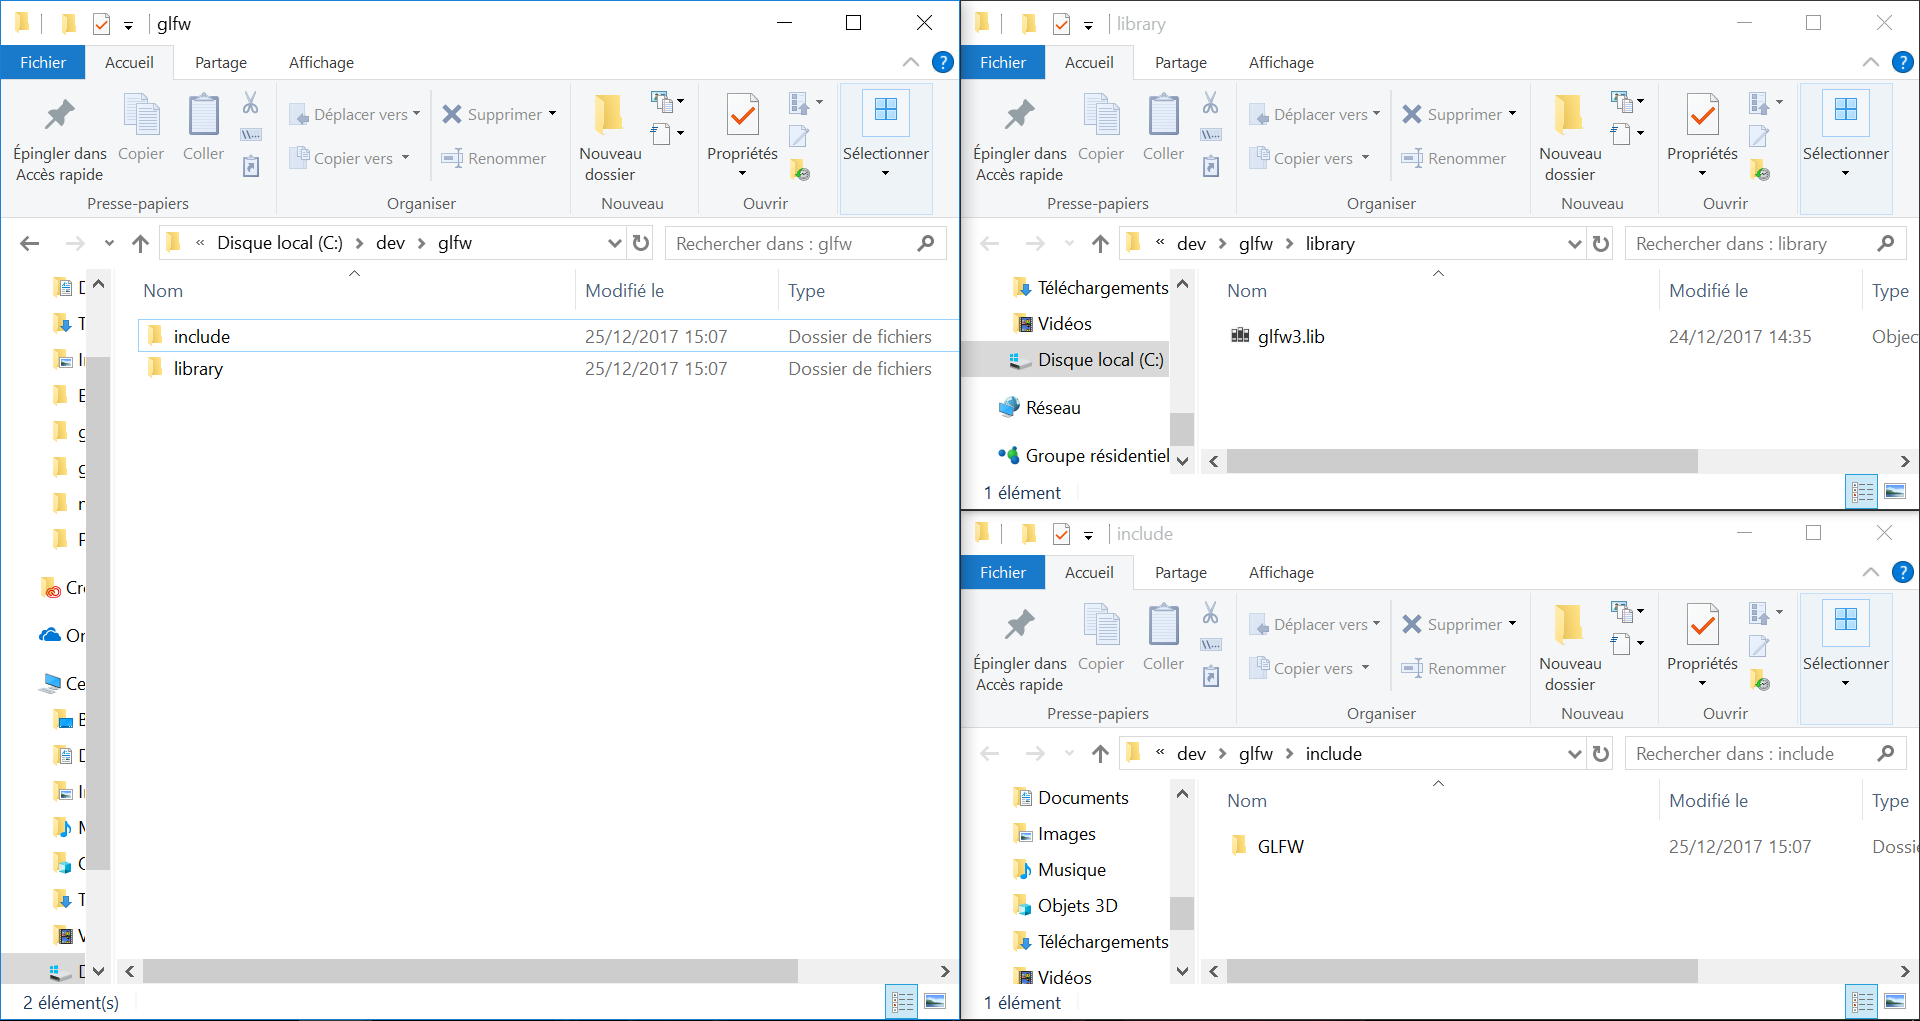 glfw
Fichier Accueil Partage Affichage
Épingler dans Accès rapide
Copier
Coller
Déplacer vers
Copier vers
Supprimer
Renommer
Nouveau dossier
Propriétés
Sélectionner
Presse-papiers Organiser Nouveau Ouvrir
« Disque local (C:) > dev > glfw
Rechercher dans : glfw
Nom Modifié le Type
include 25/12/2017 15:07 Dossier de fichiers
library 25/12/2017 15:07 Dossier de fichiers
2 élément(s)
library
Fichier Accueil Partage Affichage
Épingler dans Accès rapide
Copier
Coller
Déplacer vers
Copier vers
Supprimer
Renommer
Nouveau dossier
Propriétés
Sélectionner
Presse-papiers Organiser Nouveau Ouvrir
« dev > glfw > library
Rechercher dans : library
Téléchargements
Vidéos
Disque local (C:)
Réseau
Groupe résidentiel
Nom Modifié le Type
glfw3.lib 24/12/2017 14:35 Objec
1 élément
include
Fichier Accueil Partage Affichage
Épingler dans Accès rapide
Copier
Coller
Déplacer vers
Copier vers
Supprimer
Renommer
Nouveau dossier
Propriétés
Sélectionner
Presse-papiers Organiser Nouveau Ouvrir
« dev > glfw > include
Rechercher dans : include
Documents
Images
Musique
Objets 3D
Téléchargements
Vidéos
Nom Modifié le Type
GLFW 25/12/2017 15:07 Dossi
1 élément